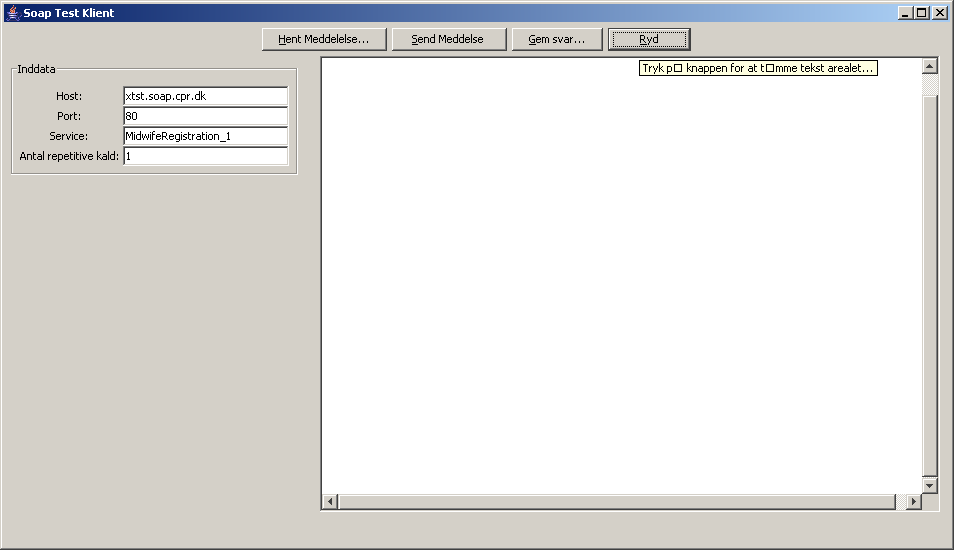 Soap Test Klient
Hent Meddelelse... Send Meddelse Gem svar... Ryd
Tryk p□ knappen for at t□mme tekst arealet...
Inddata
Host: xtst.soap.cpr.dk
Port: 80
Service: MidwifeRegistration_1
Antal repetitive kald: 1